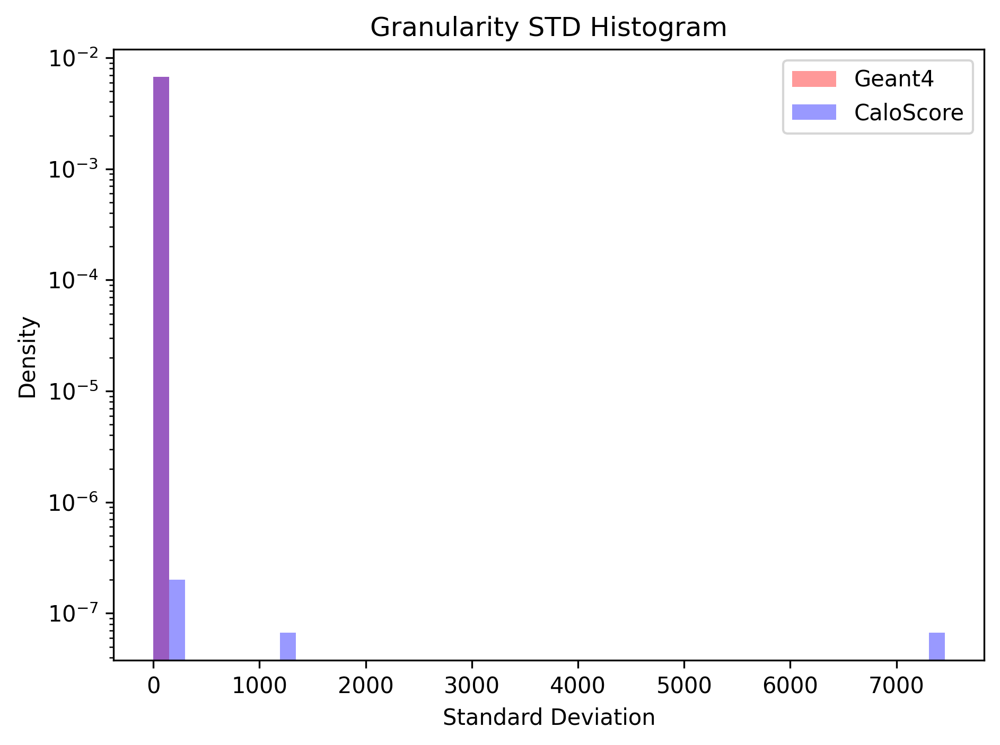 Granularity STD Histogram
Geant4
CaloScore
Density
10⁻²
10⁻³
10⁻⁴
10⁻⁵
10⁻⁶
10⁻⁷
0 1000 2000 3000 4000 5000 6000 7000
Standard Deviation